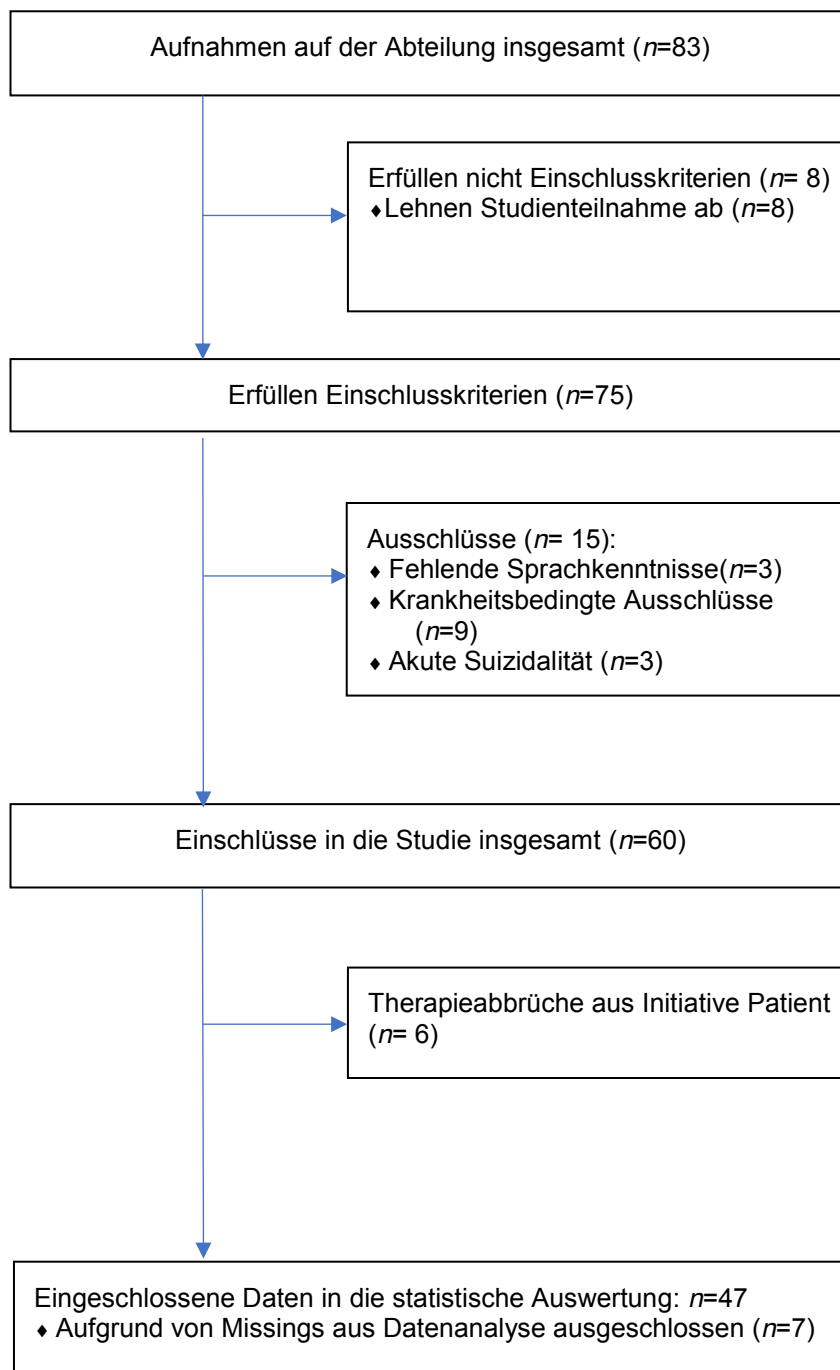 Aufnahmen auf der Abteilung insgesamt (n=83)
Erfüllen nicht Einschlusskriterien (n= 8)
♦Lehnen Studienteilnahme ab (n=8)
Erfüllen Einschlusskriterien (n=75)
Ausschlüsse (n= 15):
♦ Fehlende Sprachkenntnisse(n=3)
♦ Krankheitsbedingte Ausschlüsse
(n=9)
♦ Akute Suizidalität (n=3)
Einschlüsse in die Studie insgesamt (n=60)
Therapieabbrüche aus Initiative Patient
(n= 6)
Eingeschlossene Daten in die statistische Auswertung: n=47
♦ Aufgrund von Missings aus Datenanalyse ausgeschlossen (n=7)